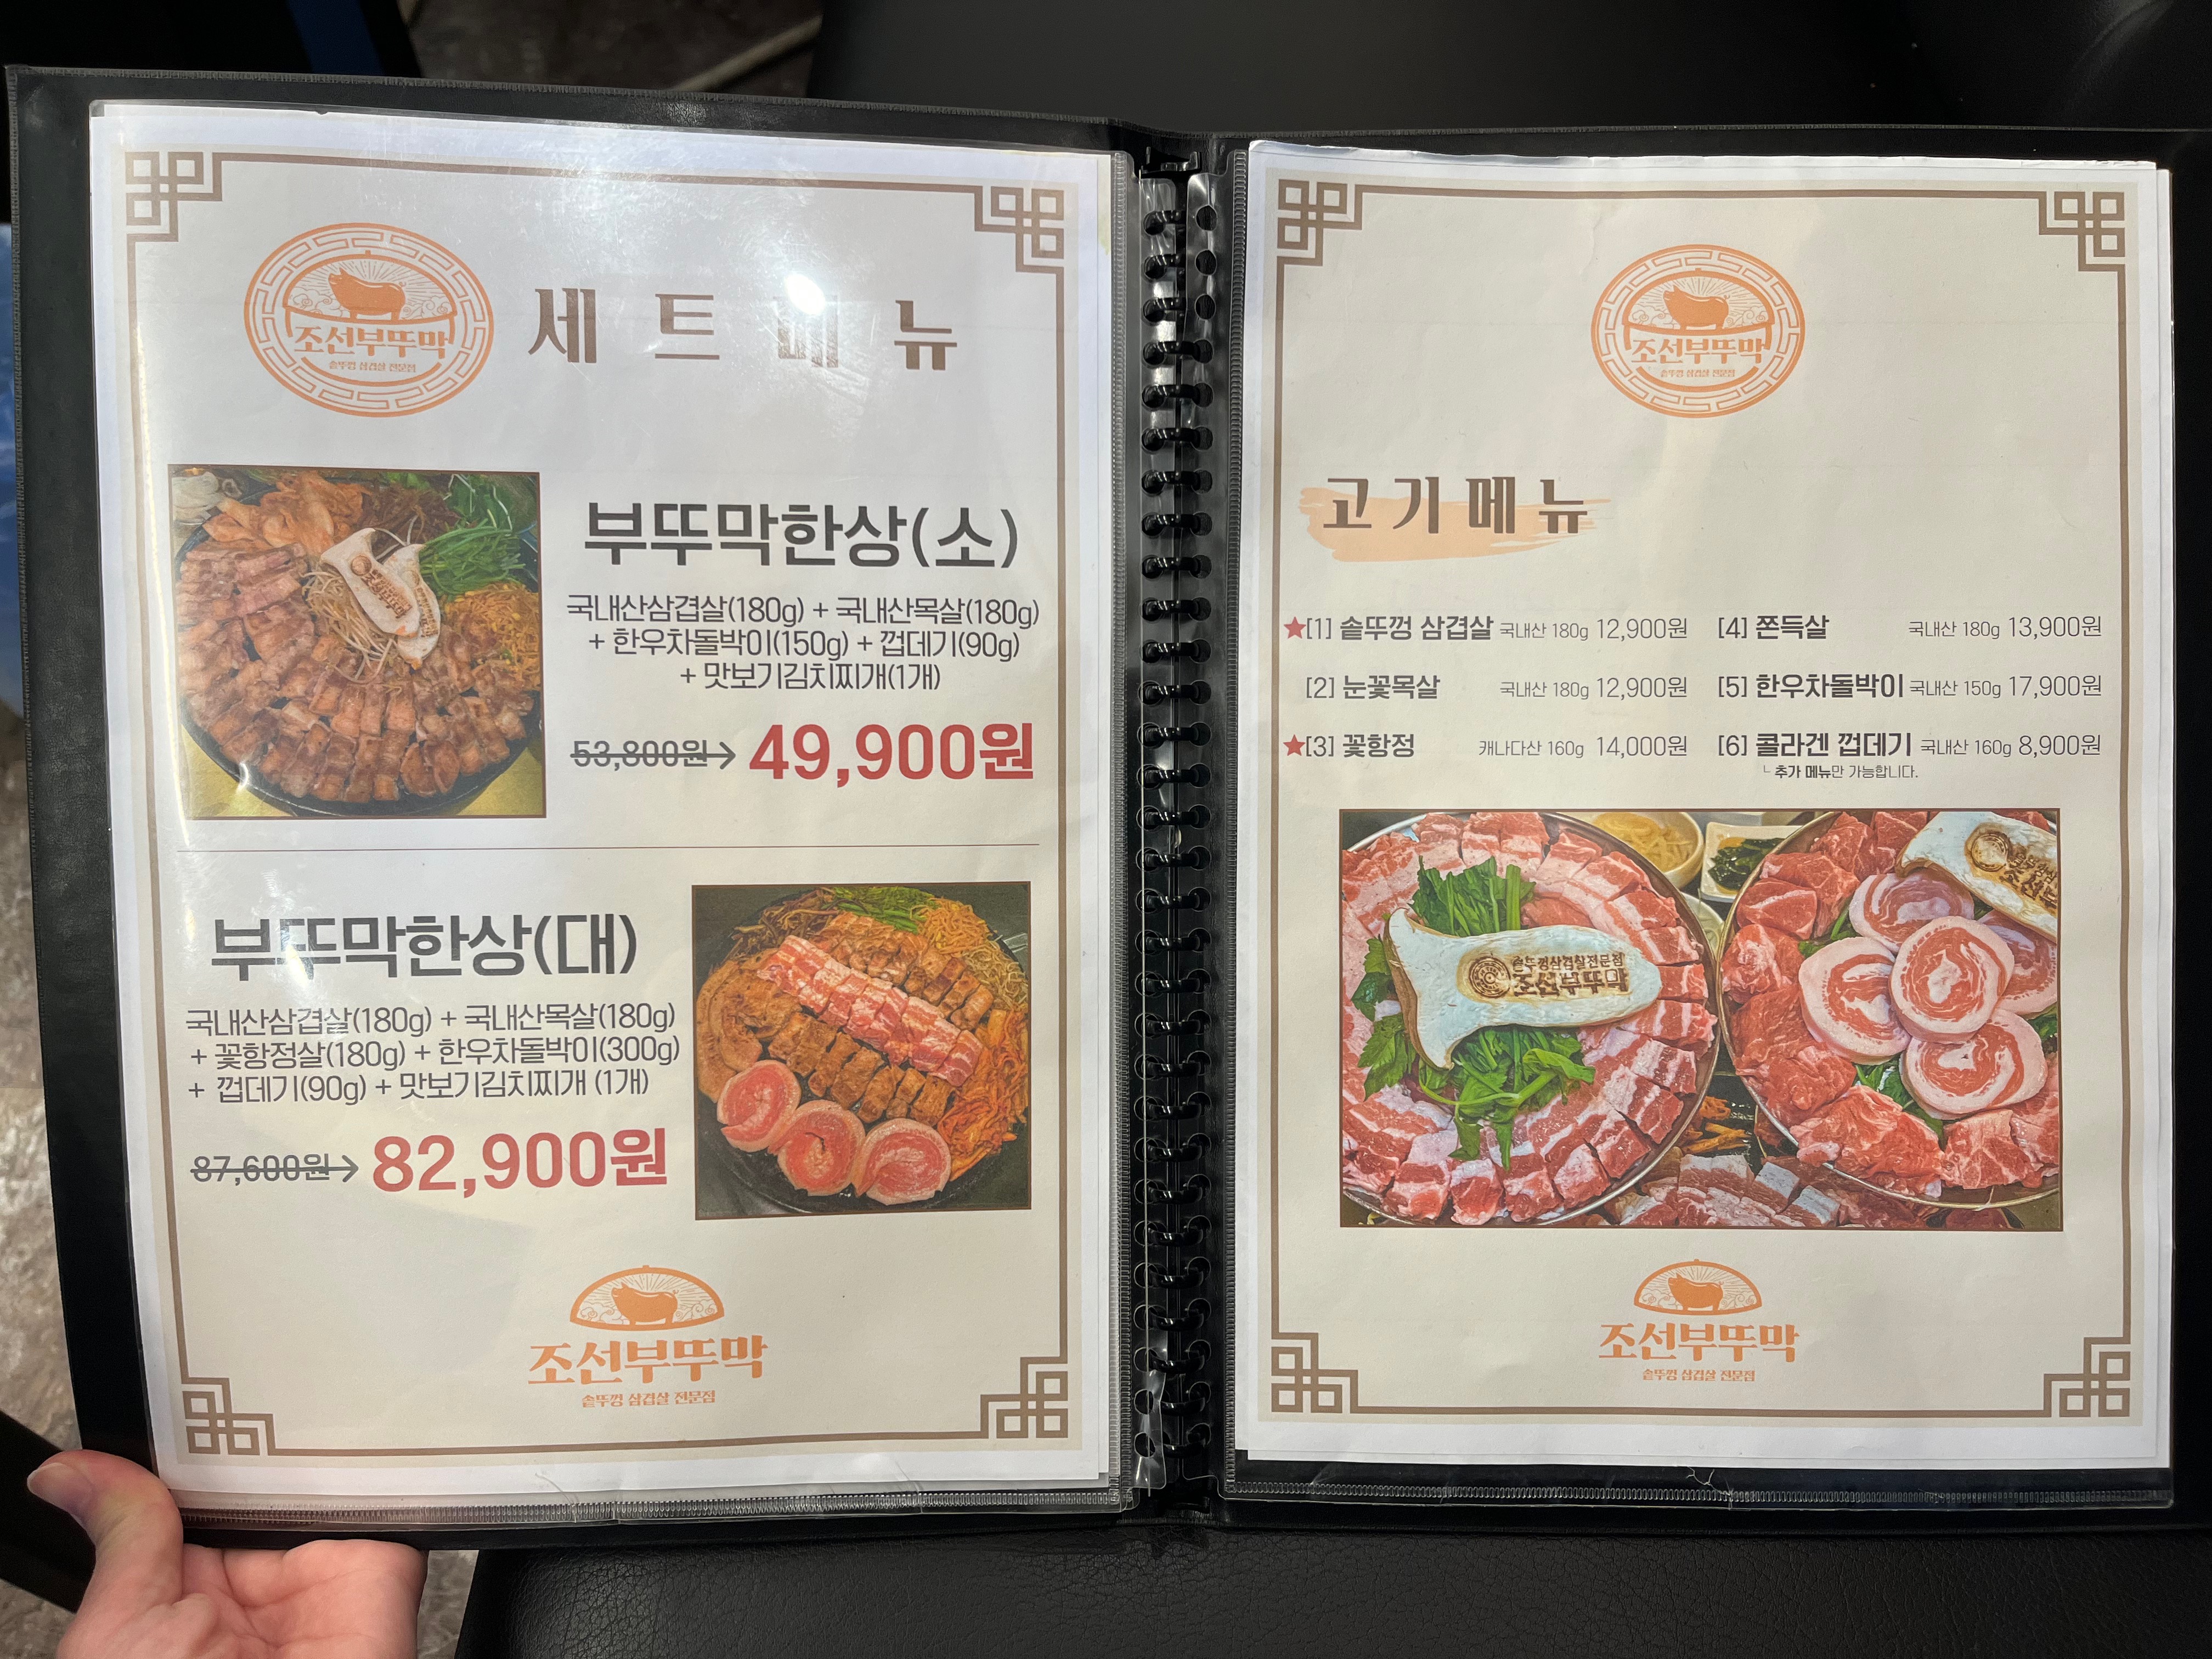 조선부뚜막
솥뚜껑 삼겹살 전문점
세트메뉴
부뚜막한상(소)
국내산삼겹살(180g) + 국내산목살(180g)
+ 한우차돌박이(150g) + 껍데기(90g)
+ 맛보기김치찌개(1개)
53,800원→ 49,900원
부뚜막한상(대)
국내산삼겹살(180g) + 국내산목살(180g)
+ 꽃항정살(180g) + 한우차돌박이(300g)
+ 껍데기(90g) + 맛보기김치찌개 (1개)
87,600원→ 82,900원
조선부뚜막
솥뚜껑 삼겹살 전문점
조선부뚜막
솥뚜껑 삼겹살 전문점
고기메뉴
★[1] 솥뚜껑 삼겹살 국내산 180g 12,900원
[2] 눈꽃목살 국내산 180g 12,900원
★[3] 꽃항정 캐나다산 160g 14,000원
[4] 쫀득살 국내산 180g 13,900원
[5] 한우차돌박이 국내산 150g 17,900원
[6] 콜라겐 껍데기 국내산 160g 8,900원
└ 추가 메뉴만 가능합니다.
솥뚜껑삼겹살전문점
조선부뚜막
조선부뚜막
솥뚜껑 삼겹살 전문점